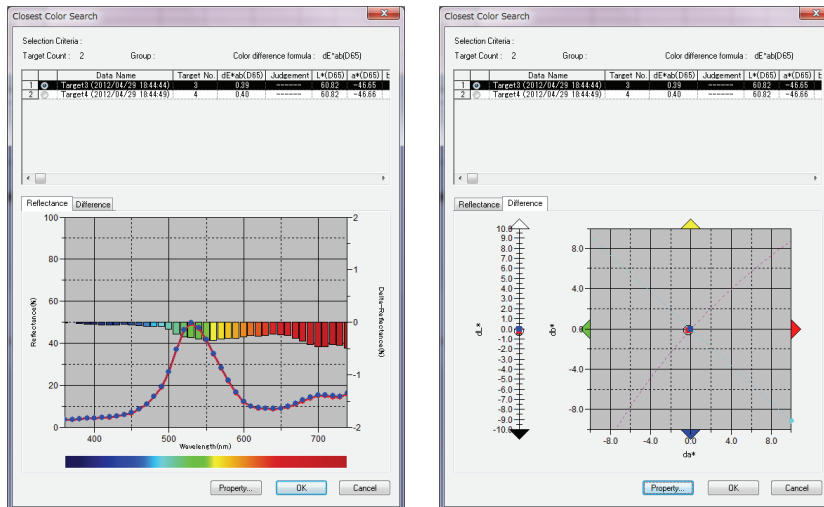 Closest Color Search
Selection Criteria :
Target Count : 2 Group : Color difference formula : dE*ab(D65)
Data Name Target No. dE*ab(D65) Judgement L*(D65) a*(D65) b
1 Target3 (2012/04/29 18:44:44) 3 0.39 ------ 60.82 -46.65
2 Target4 (2012/04/29 18:44:49) 4 0.40 ------ 60.82 -46.66
Reflectance Difference
100 2
80 1
60
Reflectance(%) 0 Delta-Reflectance(%)
40
20 -1
0 -2
400 500 600 700
Wavelength(nm)
Property... OK Cancel
Closest Color Search
Selection Criteria :
Target Count : 2 Group : Color difference formula : dE*ab(D65)
Data Name Target No. dE*ab(D65) Judgement L*(D65) a*(D65) b
1 Target3 (2012/04/29 18:44:44) 3 0.39 ------ 60.82 -46.65
2 Target4 (2012/04/29 18:44:49) 4 0.40 ------ 60.82 -46.66
Reflectance Difference
10.0
9.0
8.0 8.0
7.0
6.0
5.0
4.0 4.0
3.0
2.0
1.0
dL* 0.0 db* 0.0
-1.0
-2.0
-3.0
-4.0 -4.0
-5.0
-6.0
-7.0
-8.0 -8.0
-9.0
-10.0
-8.0 -4.0 0.0 4.0 8.0
da*
Property... OK Cancel